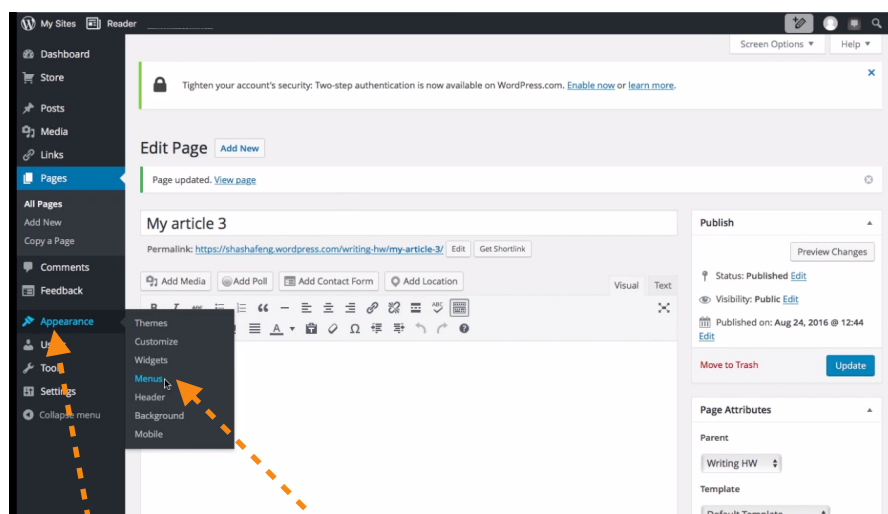 My Sites Reader
Screen Options ▼ Help ▼
Dashboard
Store
Posts
Media
Links
Pages
All Pages
Add New
Copy a Page
Comments
Feedback
Appearance
Tools
Settings
Collapse menu
Themes
Customize
Widgets
Menus
Header
Background
Mobile
Tighten your account's security: Two-step authentication is now available on WordPress.com. Enable now or learn more.
Edit Page Add New
Page updated. View page
My article 3
Permalink: https://shashafeng.wordpress.com/writing-hw/my-article-3/ Edit Get Shortlink
Add Media Add Poll Add Contact Form Add Location
Visual Text
Publish
Preview Changes
Status: Published Edit
Visibility: Public Edit
Published on: Aug 24, 2016 @ 12:44
Edit
Move to Trash Update
Page Attributes
Parent
Writing HW
Template
Default Template